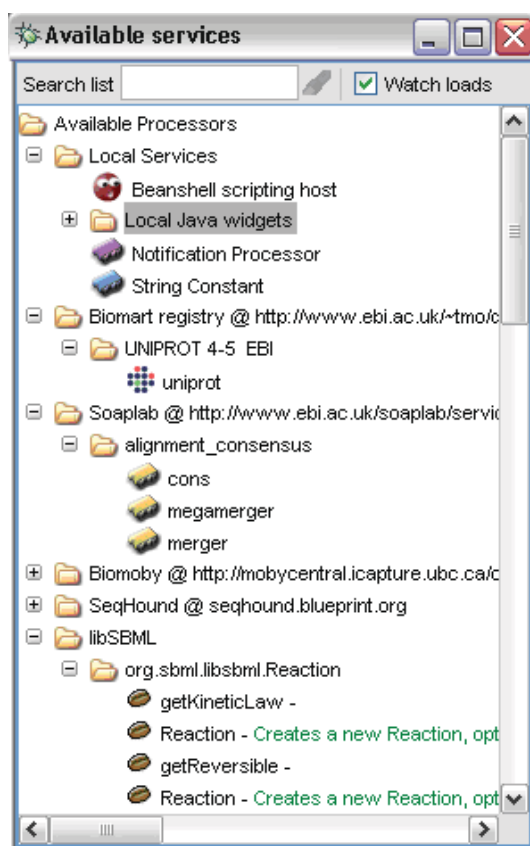 Available services
Search list Watch loads
Available Processors
Local Services
Beanshell scripting host
Local Java widgets
Notification Processor
String Constant
Biomart registry @ http://www.ebi.ac.uk/~tmo/c
UNIPROT 4-5 EBI
uniprot
Soaplab @ http://www.ebi.ac.uk/soaplab/servic
alignment_consensus
cons
megamerger
merger
Biomoby @ http://mobycentral.icapture.ubc.ca/c
SeqHound @ seqhound.blueprint.org
libSBML
org.sbml.libsbml.Reaction
getKineticLaw -
Reaction - Creates a new Reaction, opt
getReversible -
Reaction - Creates a new Reaction, opt